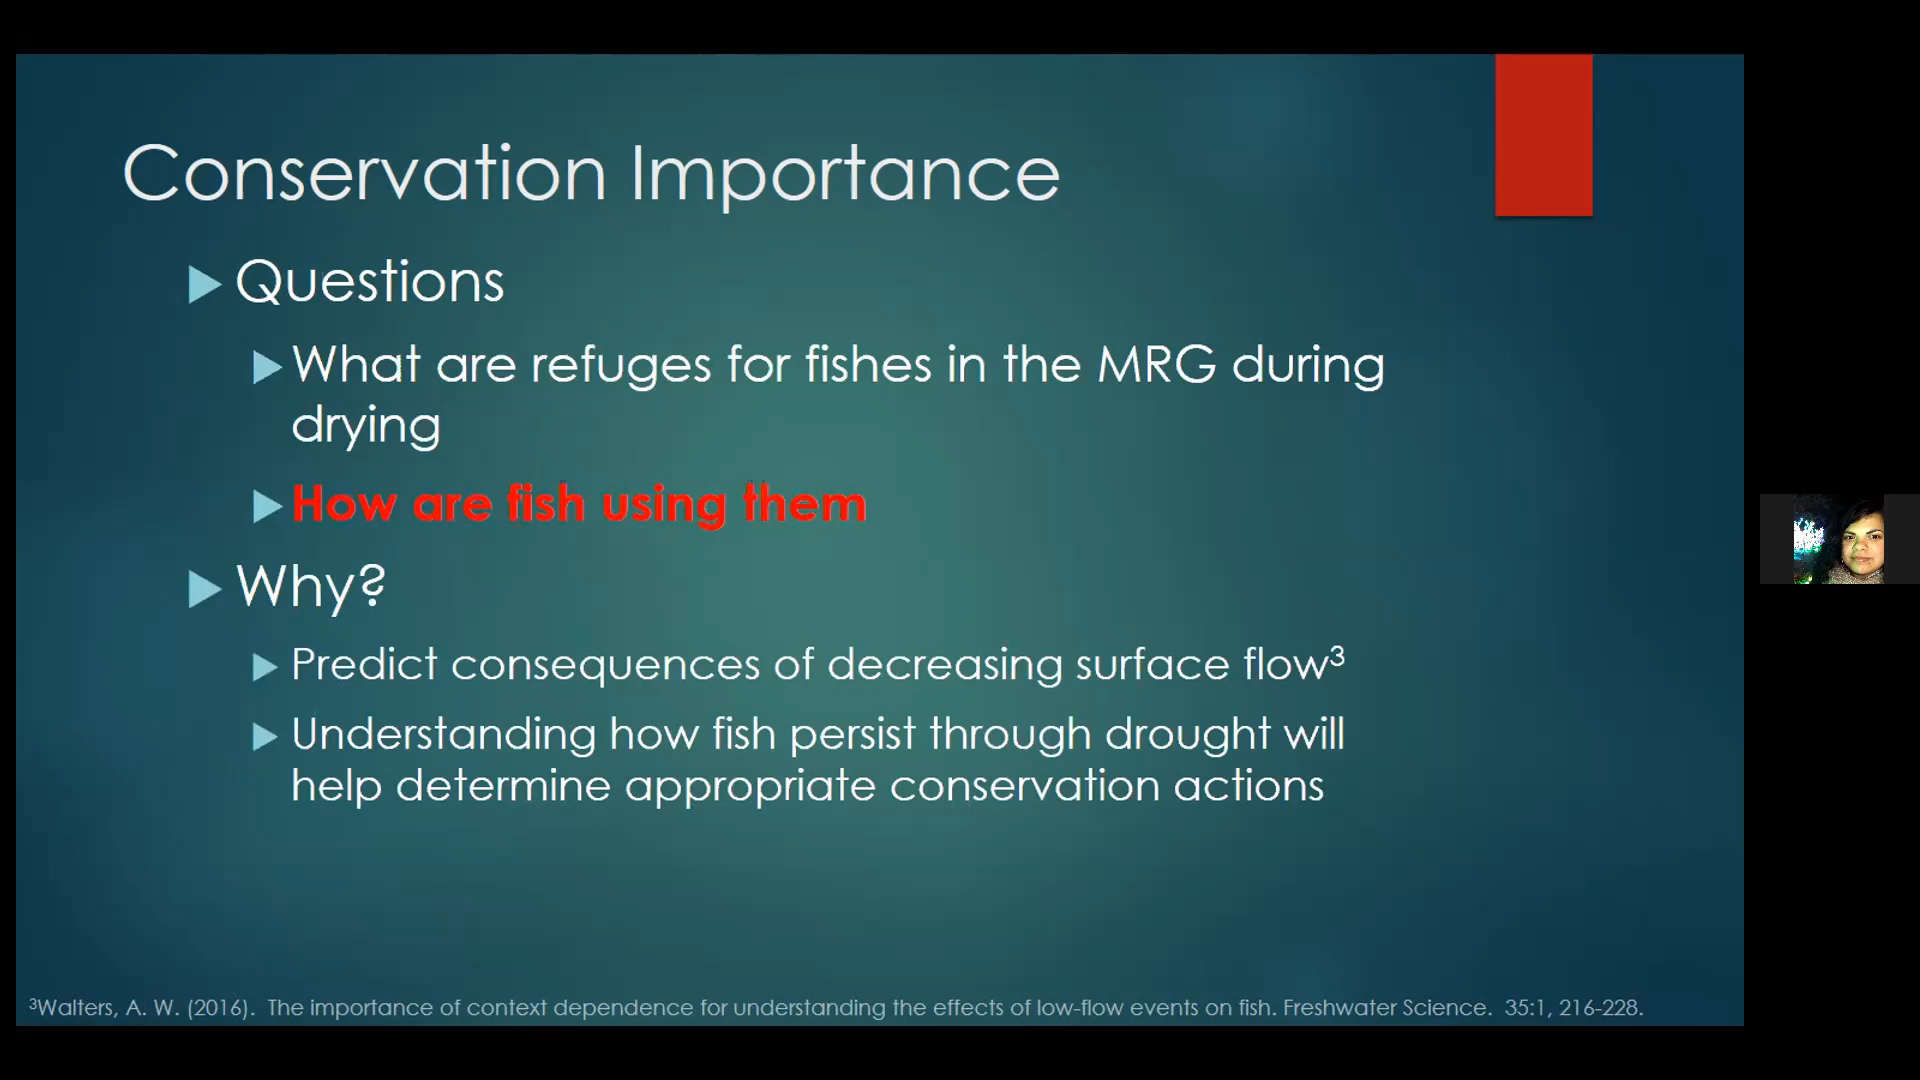 Conservation Importance
Questions
What are refuges for fishes in the MRG during
drying
How are fish using them
Why?
Predict consequences of decreasing surface flow³
Understanding how fish persist through drought will
help determine appropriate conservation actions
³Walters, A. W. (2016).  The importance of context dependence for understanding the effects of low-flow events on fish. Freshwater Science.  35:1, 216-228.